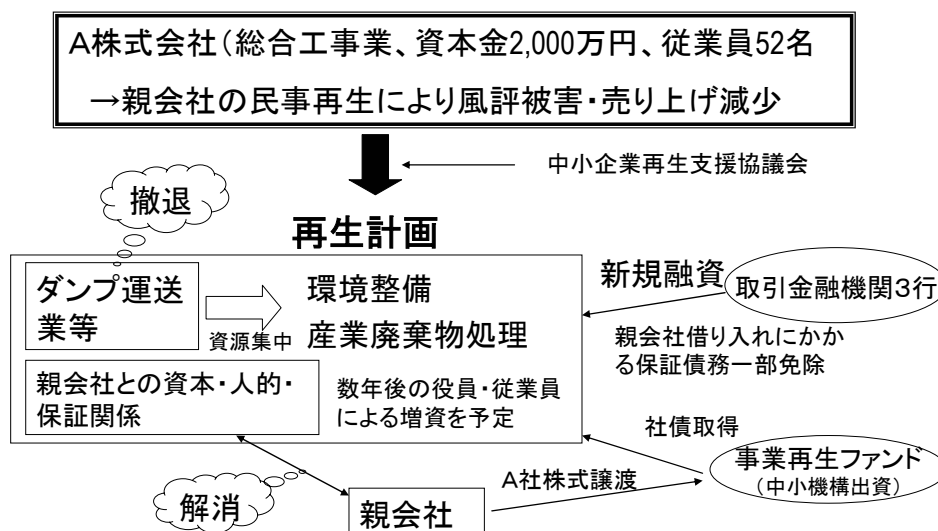 A株式会社（総合工事業、資本金2,000万円、従業員52名
→親会社の民事再生により風評被害・売り上げ減少
中小企業再生支援協議会
撤退
再生計画
ダンプ運送
業等
資源集中
環境整備
産業廃棄物処理
新規融資
取引金融機関３行
親会社借り入れにかか
る保証債務一部免除
親会社との資本・人的・
保証関係
数年後の役員・従業員
による増資を予定
社債取得
事業再生ファンド
（中小機構出資）
A社株式譲渡
解消
親会社